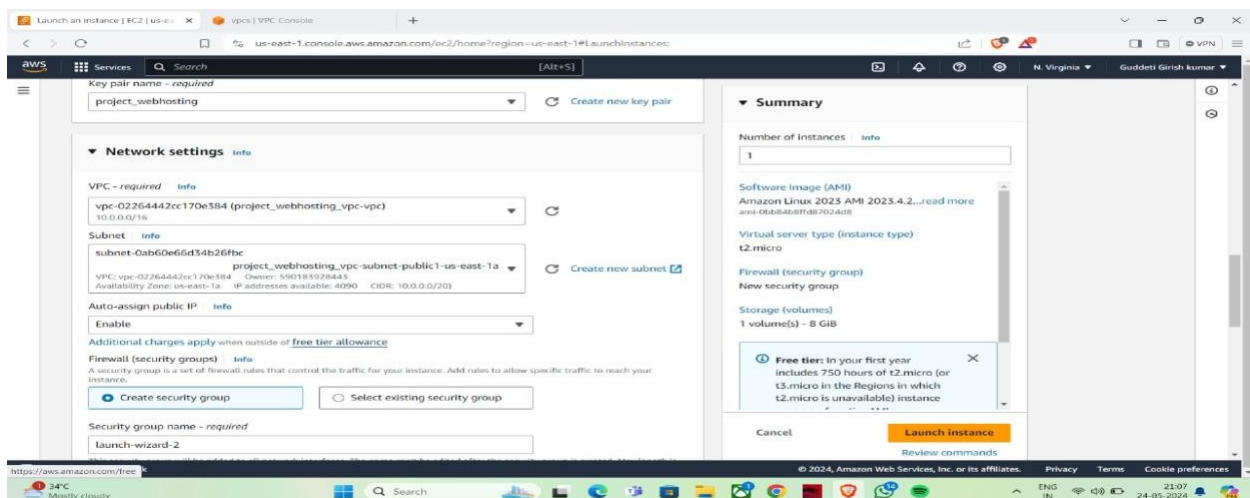 Launch an instance | EC2 | us-e
vpcs | VPC Console
us-east-1.console.aws.amazon.com/ec2/home?region=us-east-1#LaunchInstances:
VPN
aws
Services
Search
[Alt+S]
N. Virginia
Guddeti Girish kumar
Key pair name - required
project_webhosting
Create new key pair
Network settings Info
VPC - required Info
vpc-02264442cc170e384 (project_webhosting_vpc-vpc)
10.0.0.0/16
Subnet Info
subnet-0ab60e66d34b26fbc
project_webhosting_vpc-subnet-public1-us-east-1a
VPC: vpc-02264442cc170e384 Owner: 590183928443
Availability Zone: us-east-1a IP addresses available: 4090 CIDR: 10.0.0.0/20)
Create new subnet
Auto-assign public IP Info
Enable
Additional charges apply when outside of free tier allowance
Firewall (security groups) Info
A security group is a set of firewall rules that control the traffic for your instance. Add rules to allow specific traffic to reach your
instance.
Create security group
Select existing security group
Security group name - required
launch-wizard-2
Summary
Number of instances Info
1
Software Image (AMI)
Amazon Linux 2023 AMI 2023.4.2...read more
ami-0bb84b8ffd87024d8
Virtual server type (instance type)
t2.micro
Firewall (security group)
New security group
Storage (volumes)
1 volume(s) - 8 GiB
Free tier: In your first year
includes 750 hours of t2.micro (or
t3.micro in the Regions in which
t2.micro is unavailable) instance
Cancel
Launch instance
Review commands
https://aws.amazon.com/free
© 2024, Amazon Web Services, Inc. or its affiliates.
Privacy
Terms
Cookie preferences
34°C
Mostly cloudy
Search
ENG
IN
21:07
24-05-2024